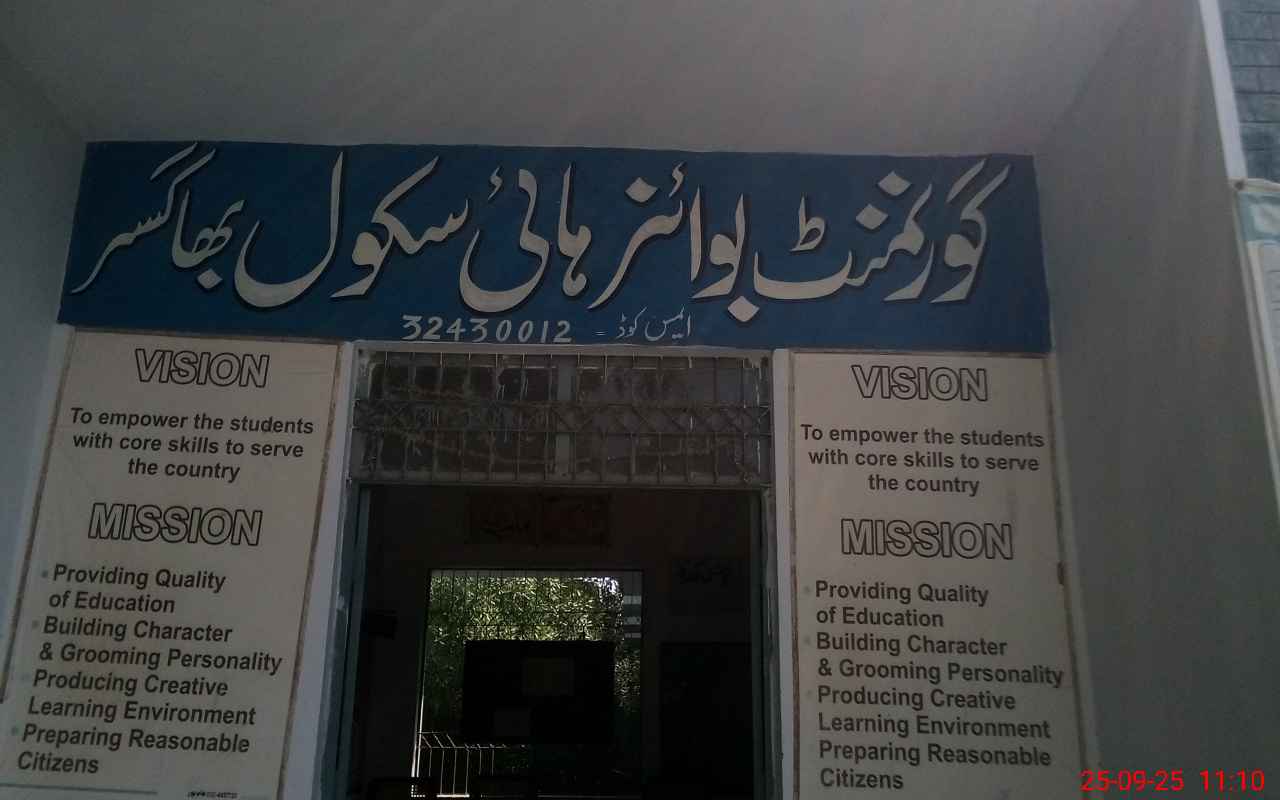 گورنمنٹ بوائز ہائی سکول بھاگسر
ایمس کوڈ - 32430012
VISION
To empower the students
with core skills to serve
the country
MISSION
Providing Quality
of Education
Building Character
& Grooming Personality
Producing Creative
Learning Environment
Preparing Reasonable
Citizens
VISION
To empower the students
with core skills to serve
the country
MISSION
Providing Quality
of Education
Building Character
& Grooming Personality
Producing Creative
Learning Environment
Preparing Reasonable
Citizens
25-09-25 11:10